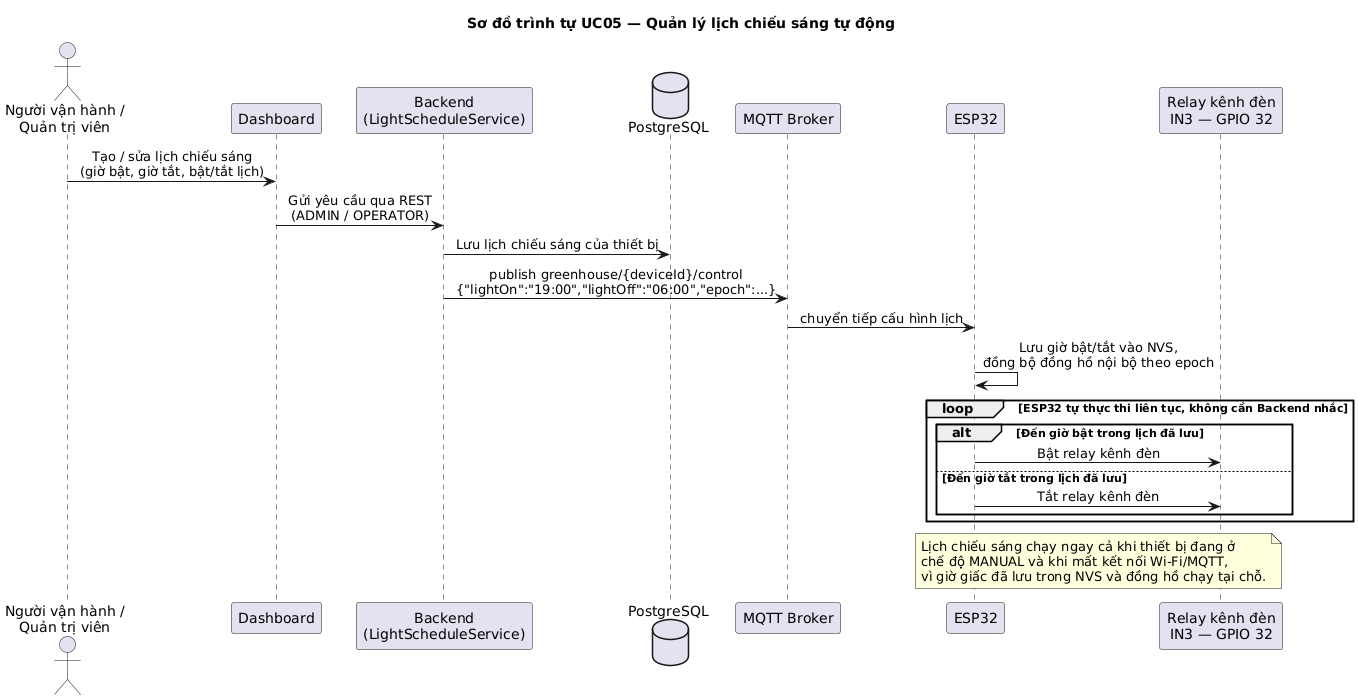 Sơ đồ trình tự UC05 — Quản lý lịch chiếu sáng tự động
Người vận hành /
Quản trị viên
Dashboard
Backend
(LightScheduleService)
PostgreSQL
MQTT Broker
ESP32
Relay kênh đèn
IN3 — GPIO 32
Tạo / sửa lịch chiếu sáng
(giờ bật, giờ tắt, bật/tắt lịch)
Gửi yêu cầu qua REST
(ADMIN / OPERATOR)
Lưu lịch chiếu sáng của thiết bị
publish greenhouse/{deviceId}/control
{"lightOn":"19:00","lightOff":"06:00","epoch":...}
chuyển tiếp cấu hình lịch
Lưu giờ bật/tắt vào NVS,
đồng bộ đồng hồ nội bộ theo epoch
loop [ESP32 tự thực thi liên tục, không cần Backend nhắc]
alt [Đến giờ bật trong lịch đã lưu]
Bật relay kênh đèn
[Đến giờ tắt trong lịch đã lưu]
Tắt relay kênh đèn
Lịch chiếu sáng chạy ngay cả khi thiết bị đang ở
chế độ MANUAL và khi mất kết nối Wi-Fi/MQTT,
vì giờ giấc đã lưu trong NVS và đồng hồ chạy tại chỗ.
Người vận hành /
Quản trị viên
Dashboard
Backend
(LightScheduleService)
PostgreSQL
MQTT Broker
ESP32
Relay kênh đèn
IN3 — GPIO 32